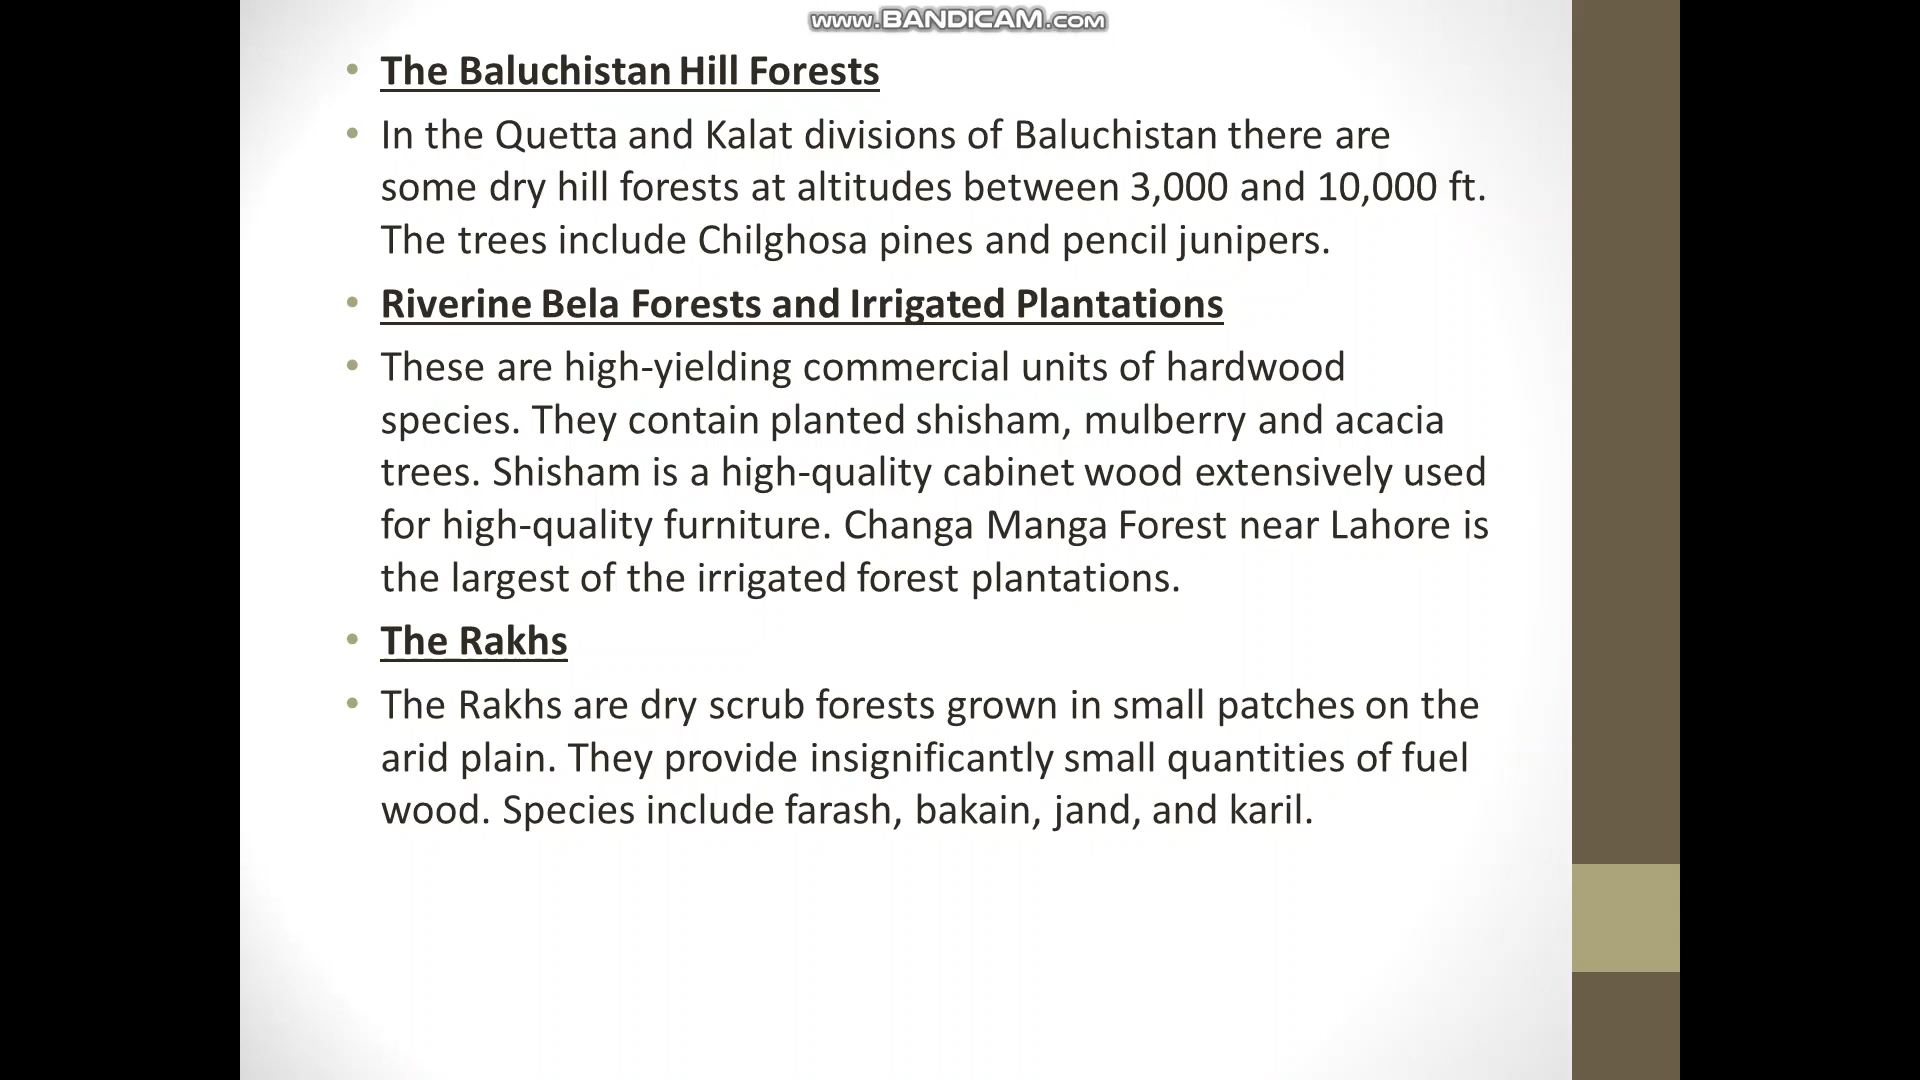 www.BANDICAM.com
• The Baluchistan Hill Forests
• In the Quetta and Kalat divisions of Baluchistan there are
some dry hill forests at altitudes between 3,000 and 10,000 ft.
The trees include Chilghosa pines and pencil junipers.
• Riverine Bela Forests and Irrigated Plantations
• These are high-yielding commercial units of hardwood
species. They contain planted shisham, mulberry and acacia
trees. Shisham is a high-quality cabinet wood extensively used
for high-quality furniture. Changa Manga Forest near Lahore is
the largest of the irrigated forest plantations.
• The Rakhs
• The Rakhs are dry scrub forests grown in small patches on the
arid plain. They provide insignificantly small quantities of fuel
wood. Species include farash, bakain, jand, and karil.